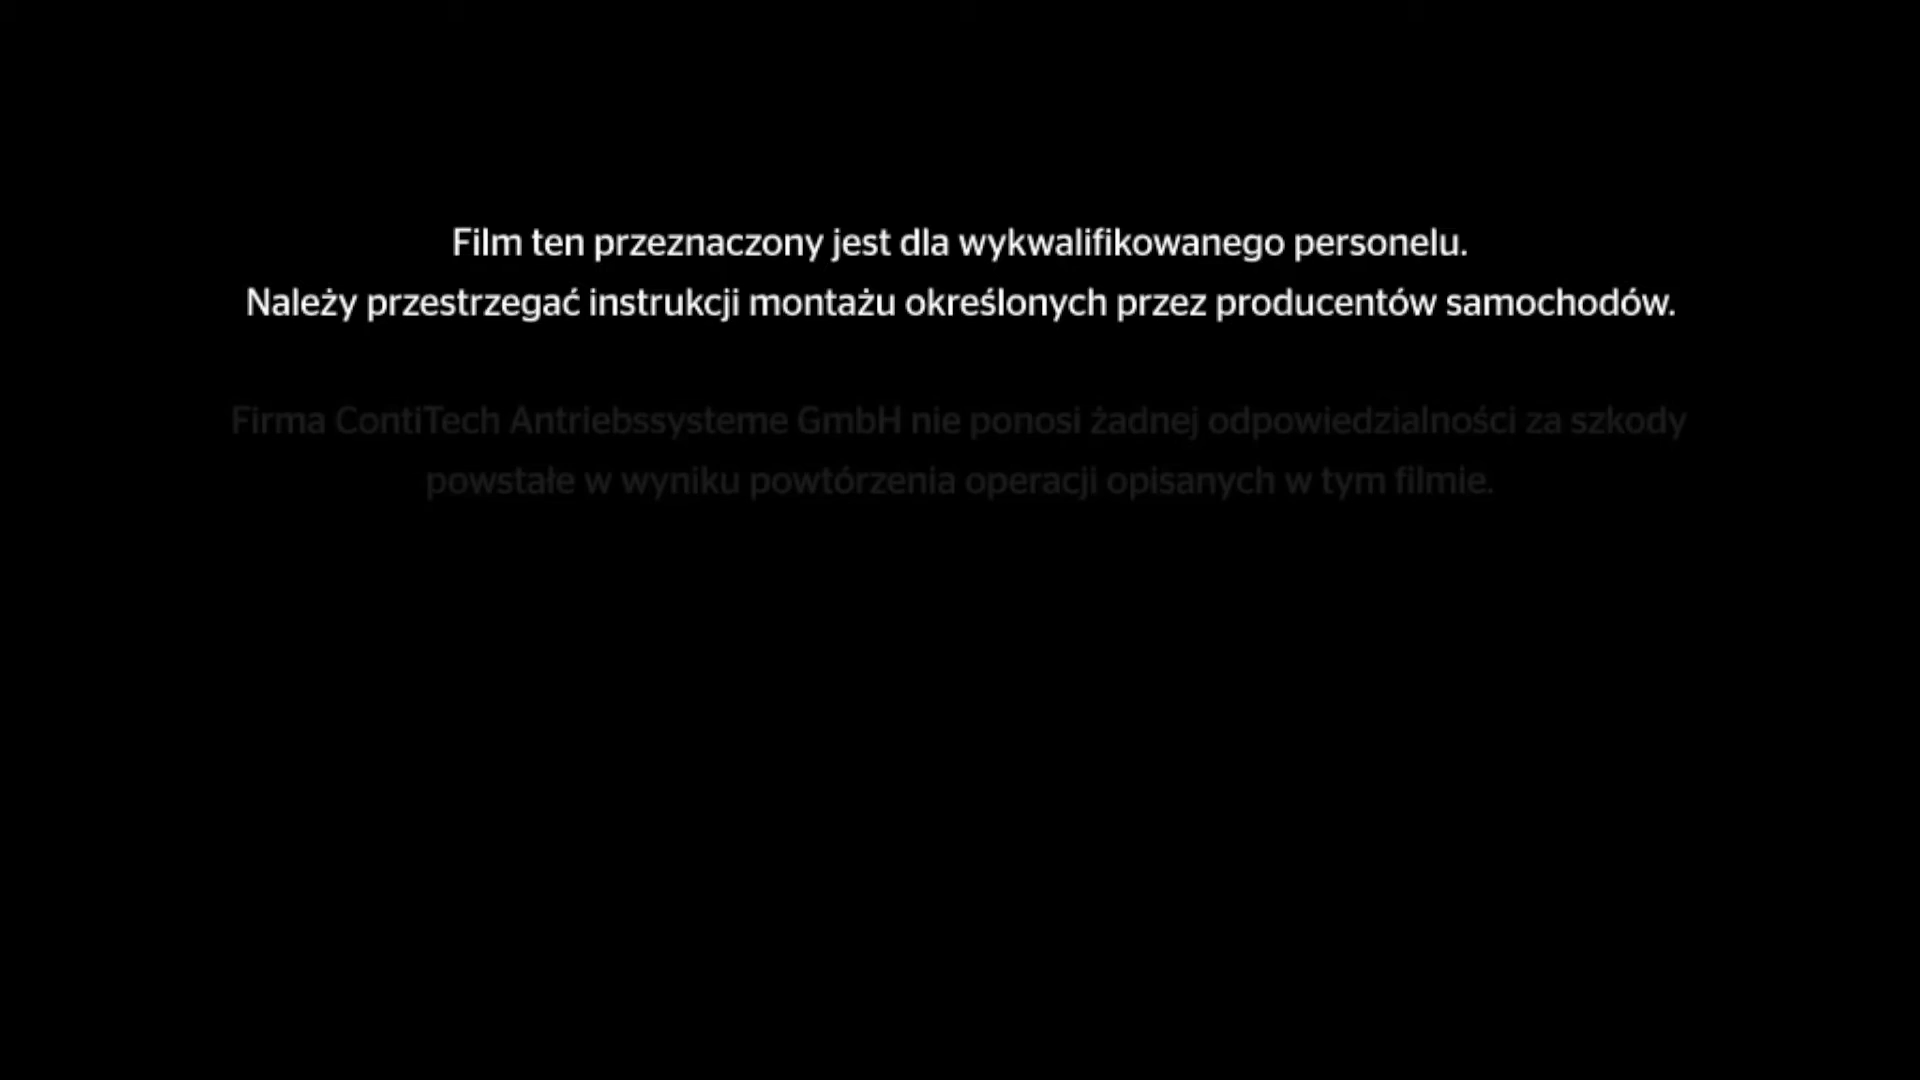 Film ten przeznaczony jest dla wykwalifikowanego personelu.
Należy przestrzegać instrukcji montażu określonych przez producentów samochodów.
Firma ContiTech Antriebssysteme GmbH nie ponosi żadnej odpowiedzialności za szkody
powstałe w wyniku powtórzenia operacji opisanych w tym filmie.